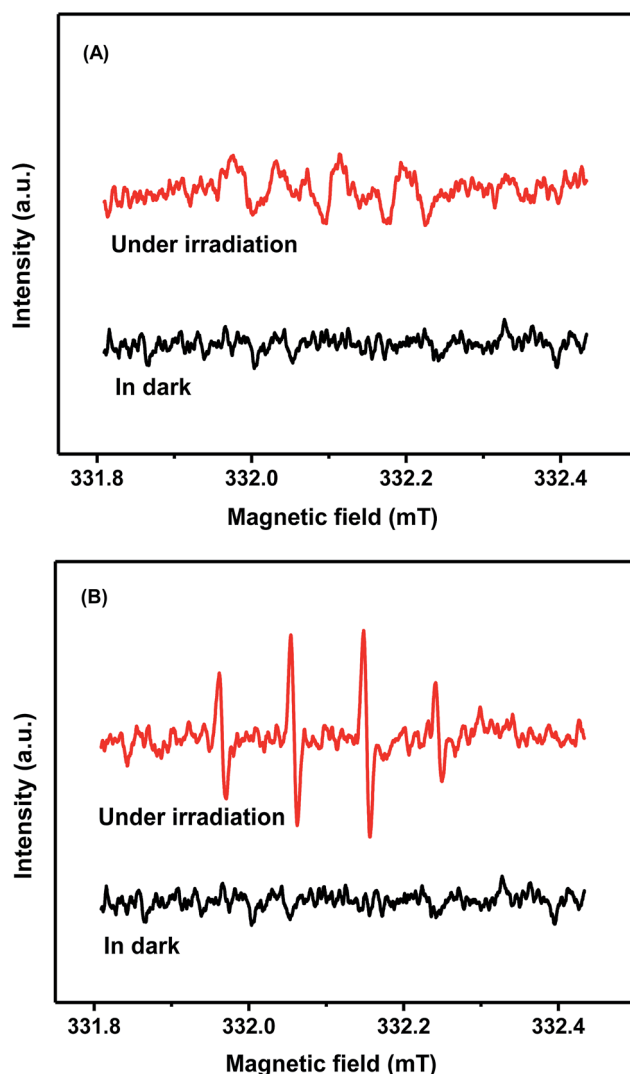 (A)
Intensity (a.u.)
Under irradiation
In dark
331.8 332.0 332.2 332.4
Magnetic field (mT)
(B)
Intensity (a.u.)
Under irradiation
In dark
331.8 332.0 332.2 332.4
Magnetic field (mT)